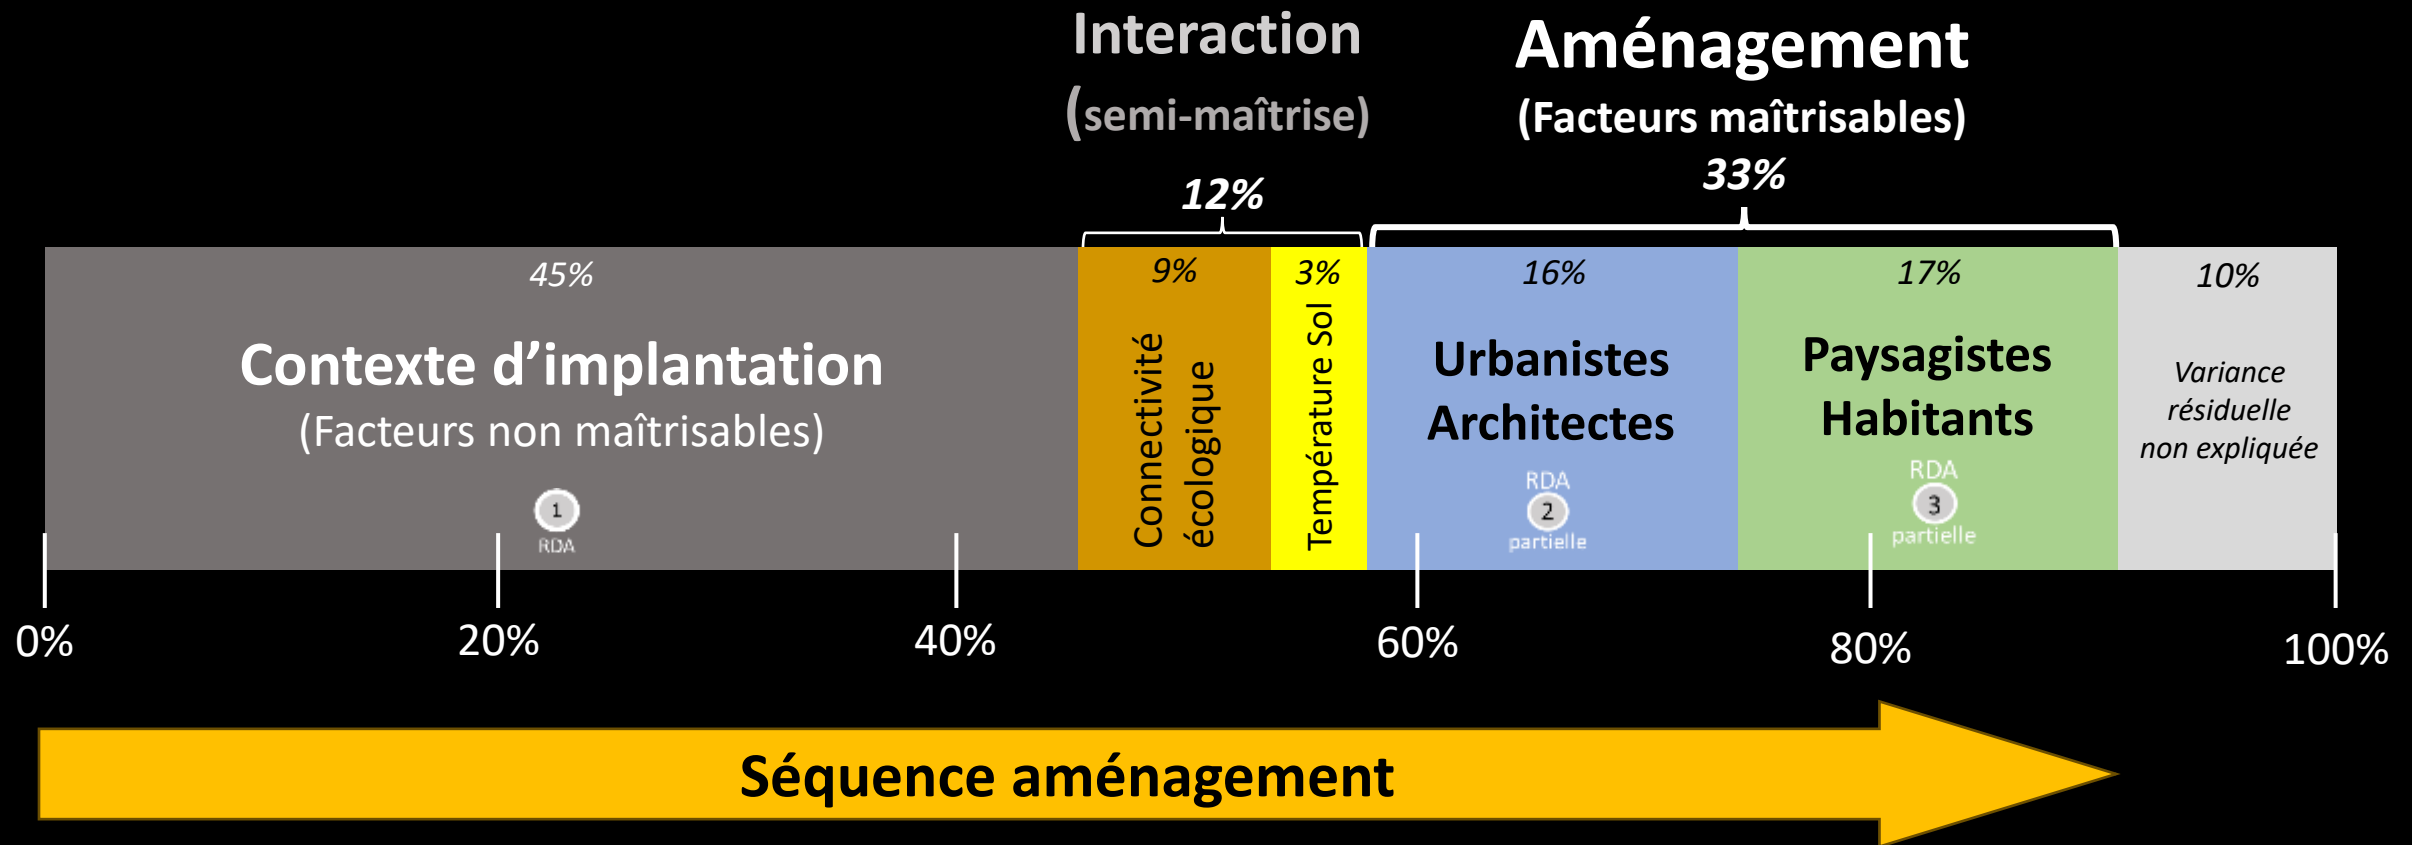 Interaction
(semi-maîtrise)
12%
Aménagement
(Facteurs maîtrisables)
33%
45%
Contexte d’implantation
(Facteurs non maîtrisables)
1
RDA
9%
Connectivité
écologique
3%
Température Sol
16%
Urbanistes
Architectes
RDA
2
partielle
17%
Paysagistes
Habitants
RDA
3
partielle
10%
Variance
résiduelle
non expliquée
0%
20%
40%
60%
80%
100%
Séquence aménagement